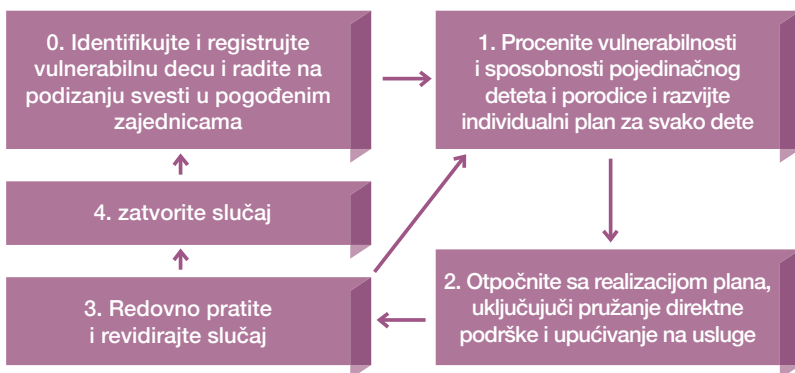 0. Identifikujte i registrujte
vulnerabilnu decu i radite na
podizanju svesti u pogođenim
zajednicama
1. Procenite vulnerabilnosti
i sposobnosti pojedinačnog
deteta i porodice i razvijte
individualni plan za svako dete
2. Otpočnite sa realizacijom plana,
uključujuči pružanje direktne
podrške i upućivanje na usluge
3. Redovno pratite
i revidirajte slučaj
4. zatvorite slučaj